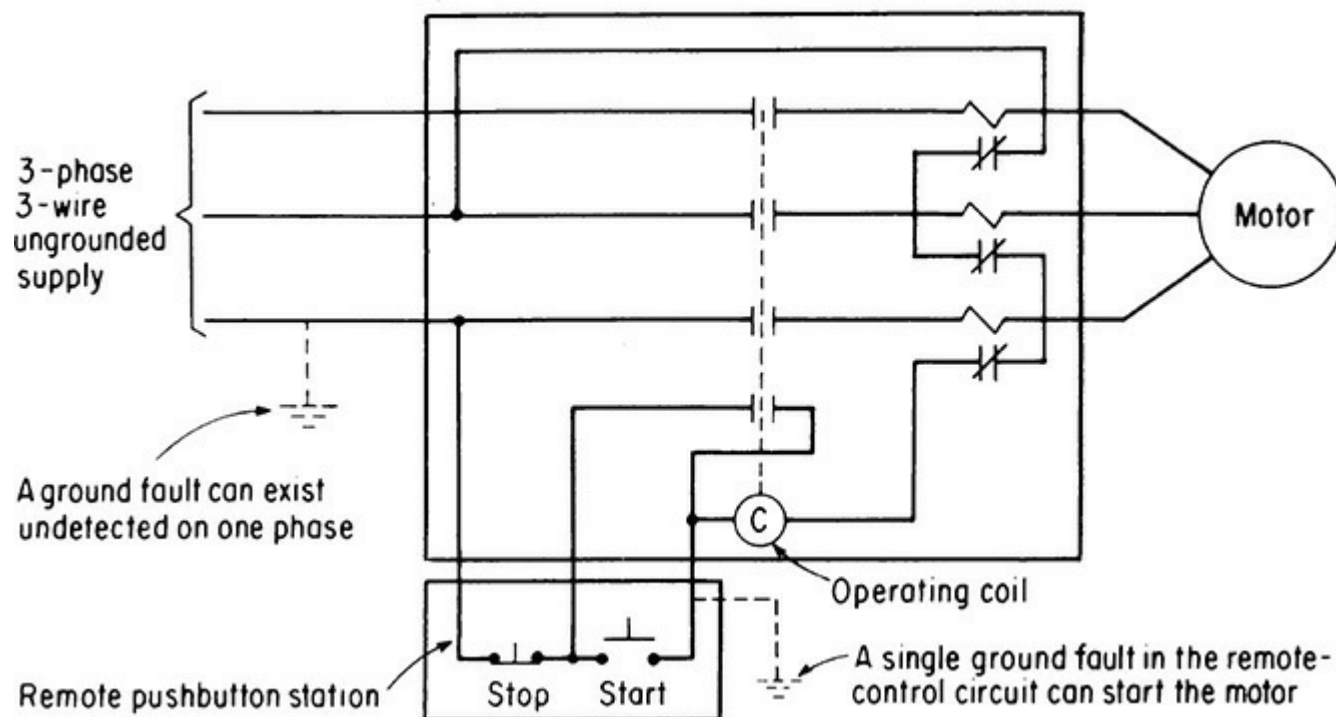 3-phase
3-wire
ungrounded
supply
Motor
A ground fault can exist
undetected on one phase
C
Operating coil
Remote pushbutton station
Stop
Start
A single ground fault in the remote-
control circuit can start the motor